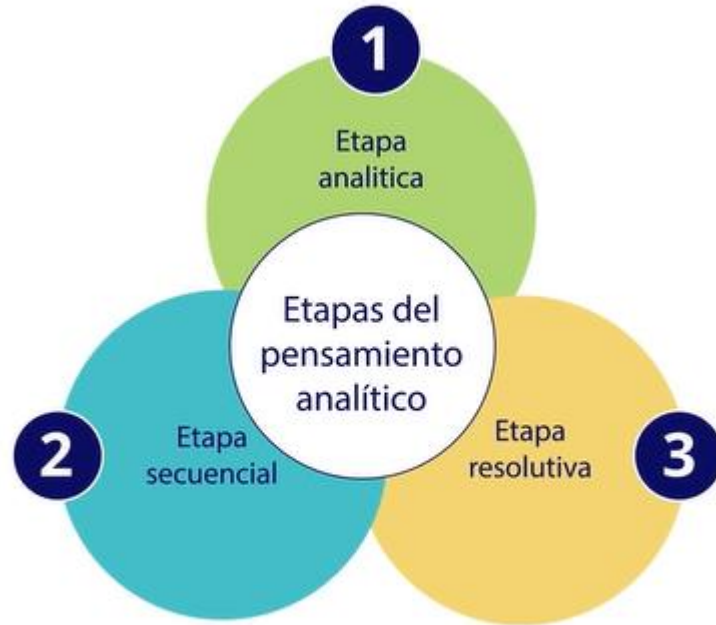 1
Etapa
analitica
Etapas del
pensamiento
analítico
2
Etapa
secuencial
Etapa
resolutiva
3